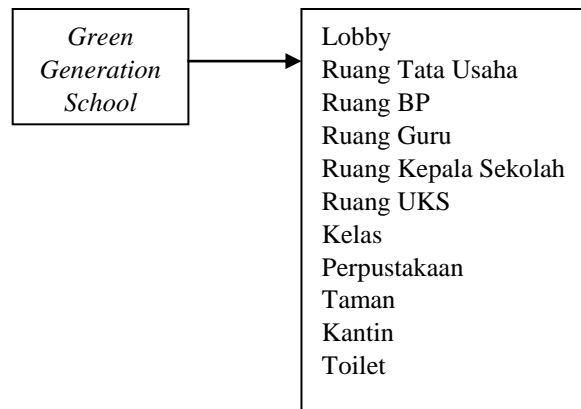 Green
Generation
School
Lobby
Ruang Tata Usaha
Ruang BP
Ruang Guru
Ruang Kepala Sekolah
Ruang UKS
Kelas
Perpustakaan
Taman
Kantin
Toilet